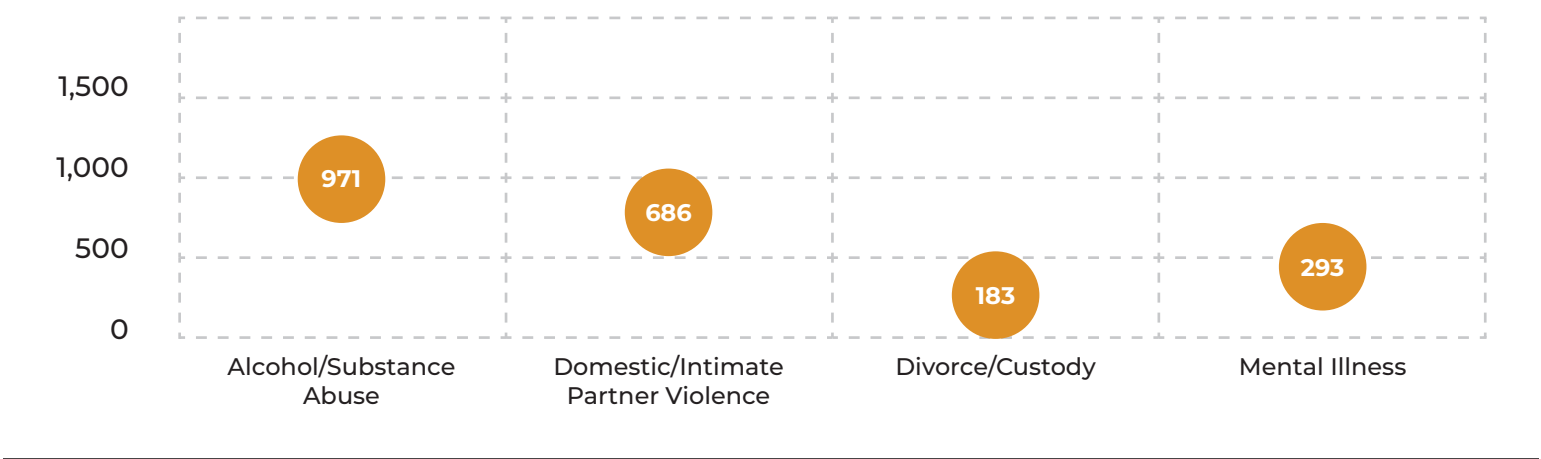 1,500
1,000
500
0
971
686
183
293
Alcohol/Substance
Abuse
Domestic/Intimate
Partner Violence
Divorce/Custody
Mental Illness